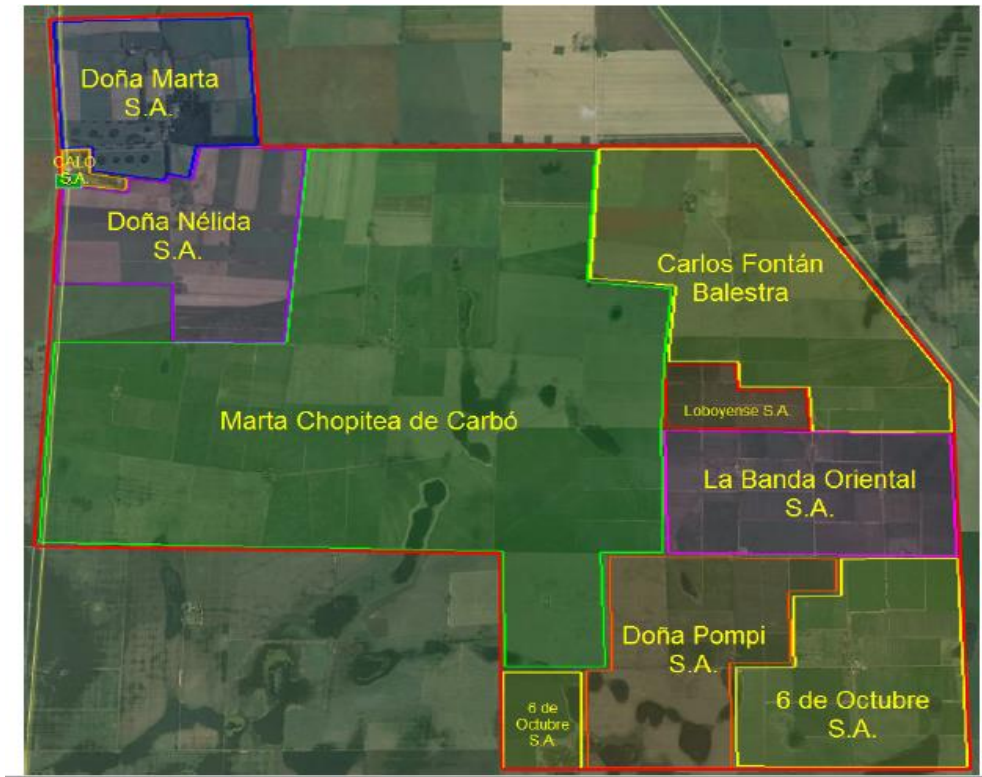 Doña Marta
S.A.
CALO
S.A.
Doña Nélida
S.A.
Carlos Fontán
Balestra
Marta Chopitea de Carbó
Loboyense S.A.
La Banda Oriental
S.A.
Doña Pompi
S.A.
6 de
Octubre
S.A.
6 de Octubre
S.A.